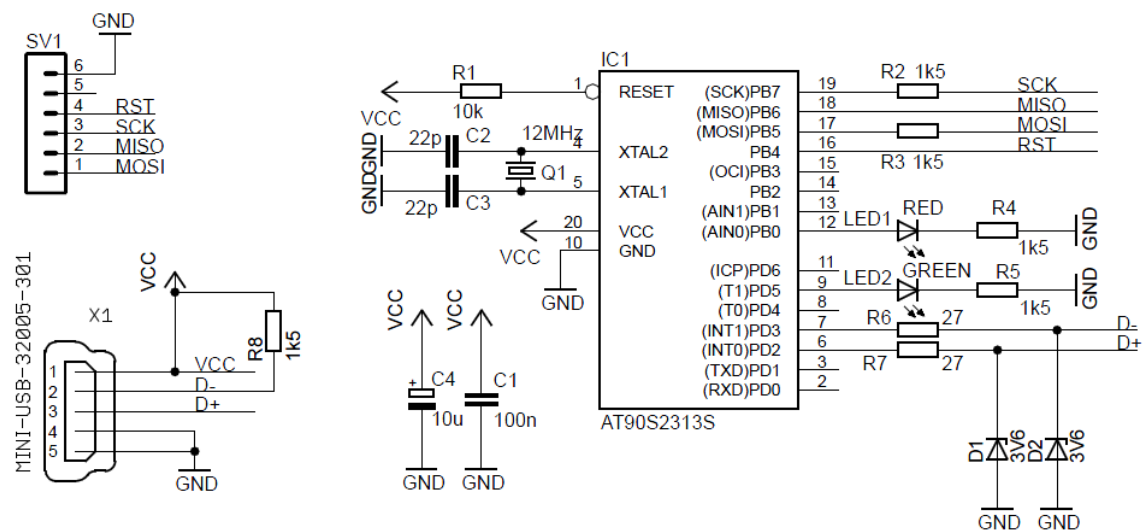 GND
SV1
6
5
4 RST
3 SCK
2 MISO
1 MOSI
VCC
MINI-USB-32005-301
X1
R8
1k5
1 VCC
2 D-
3 D+
4
5
GND
R1
10k
VCC
GND
22p
C2
12MHz
Q1
GND
22p
C3
VCC
GND
VCC
+
C4
10u
GND
VCC
C1
100n
GND
IC1
1 RESET
4 XTAL2
5 XTAL1
20 VCC
10 GND
(SCK)PB7 19
(MISO)PB6 18
(MOSI)PB5 17
PB4 16
(OCI)PB3 15
PB2 14
(AIN1)PB1 13
(AIN0)PB0 12
(ICP)PD6 11
(T1)PD5 9
(T0)PD4 8
(INT1)PD3 7
(INT0)PD2 6
(TXD)PD1 3
(RXD)PD0 2
AT90S2313S
R2 1k5
SCK
MISO
MOSI
RST
R3 1k5
LED1
RED
R4
1k5
GND
LED2
GREEN
R5
1k5
GND
R6
27
D-
D+
R7
27
D1
3V6
D2
3V6
GND
GND